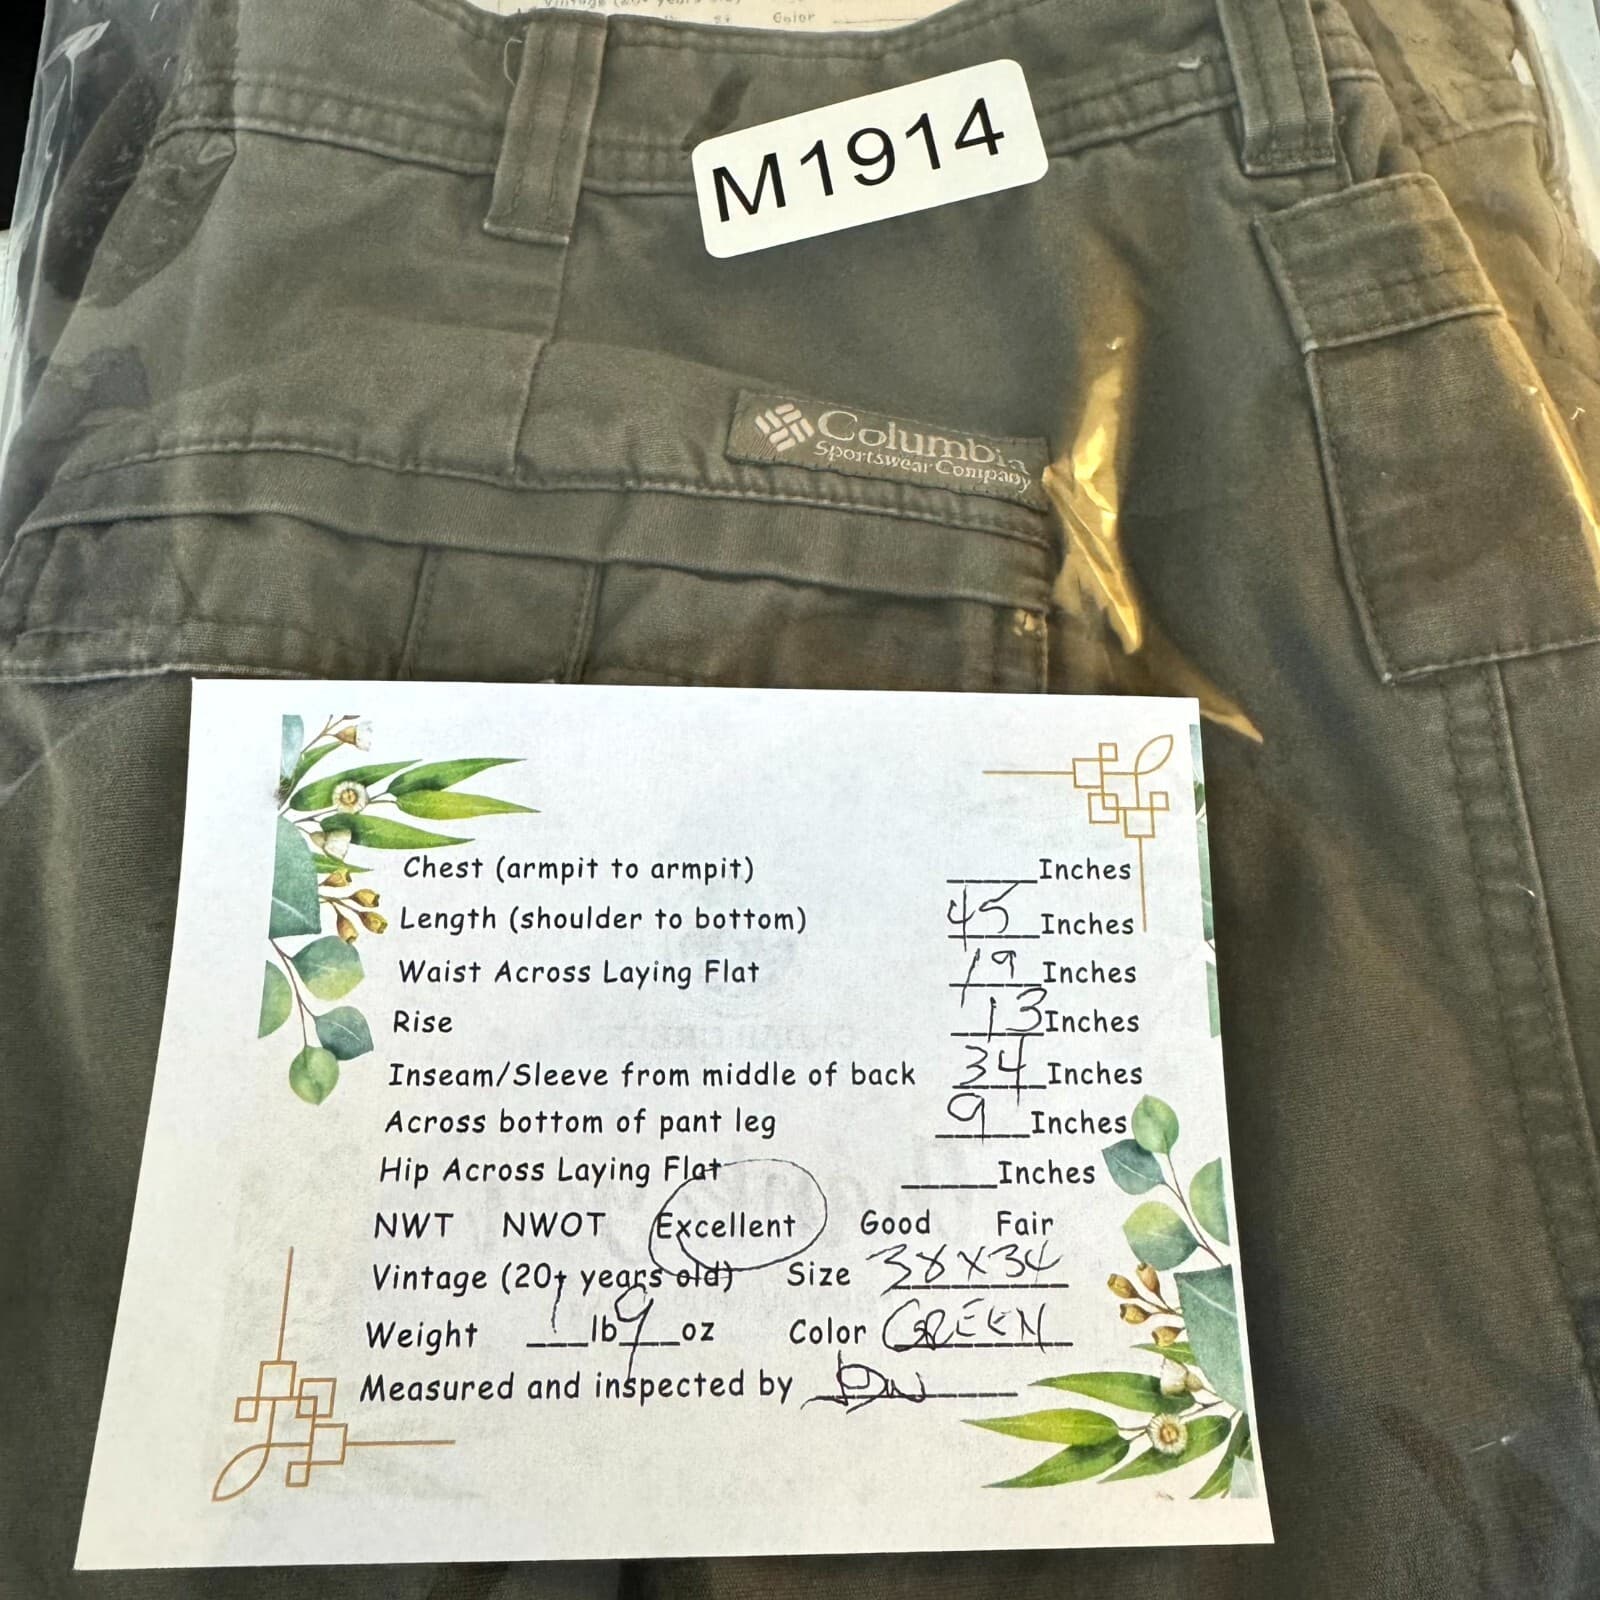 Color
M1914
Columbia
Sportswear Company
Chest (armpit to armpit) ____Inches
Length (shoulder to bottom) 45 Inches
Waist Across Laying Flat 19 Inches
Rise 13 Inches
Inseam/Sleeve from middle of back 34 Inches
Across bottom of pant leg 9 Inches
Hip Across Laying Flat ____Inches
NWT NWOT Excellent Good Fair
Vintage (20+ years old) Size 38X34
Weight 1 lb 9 oz Color GREEN
Measured and inspected by